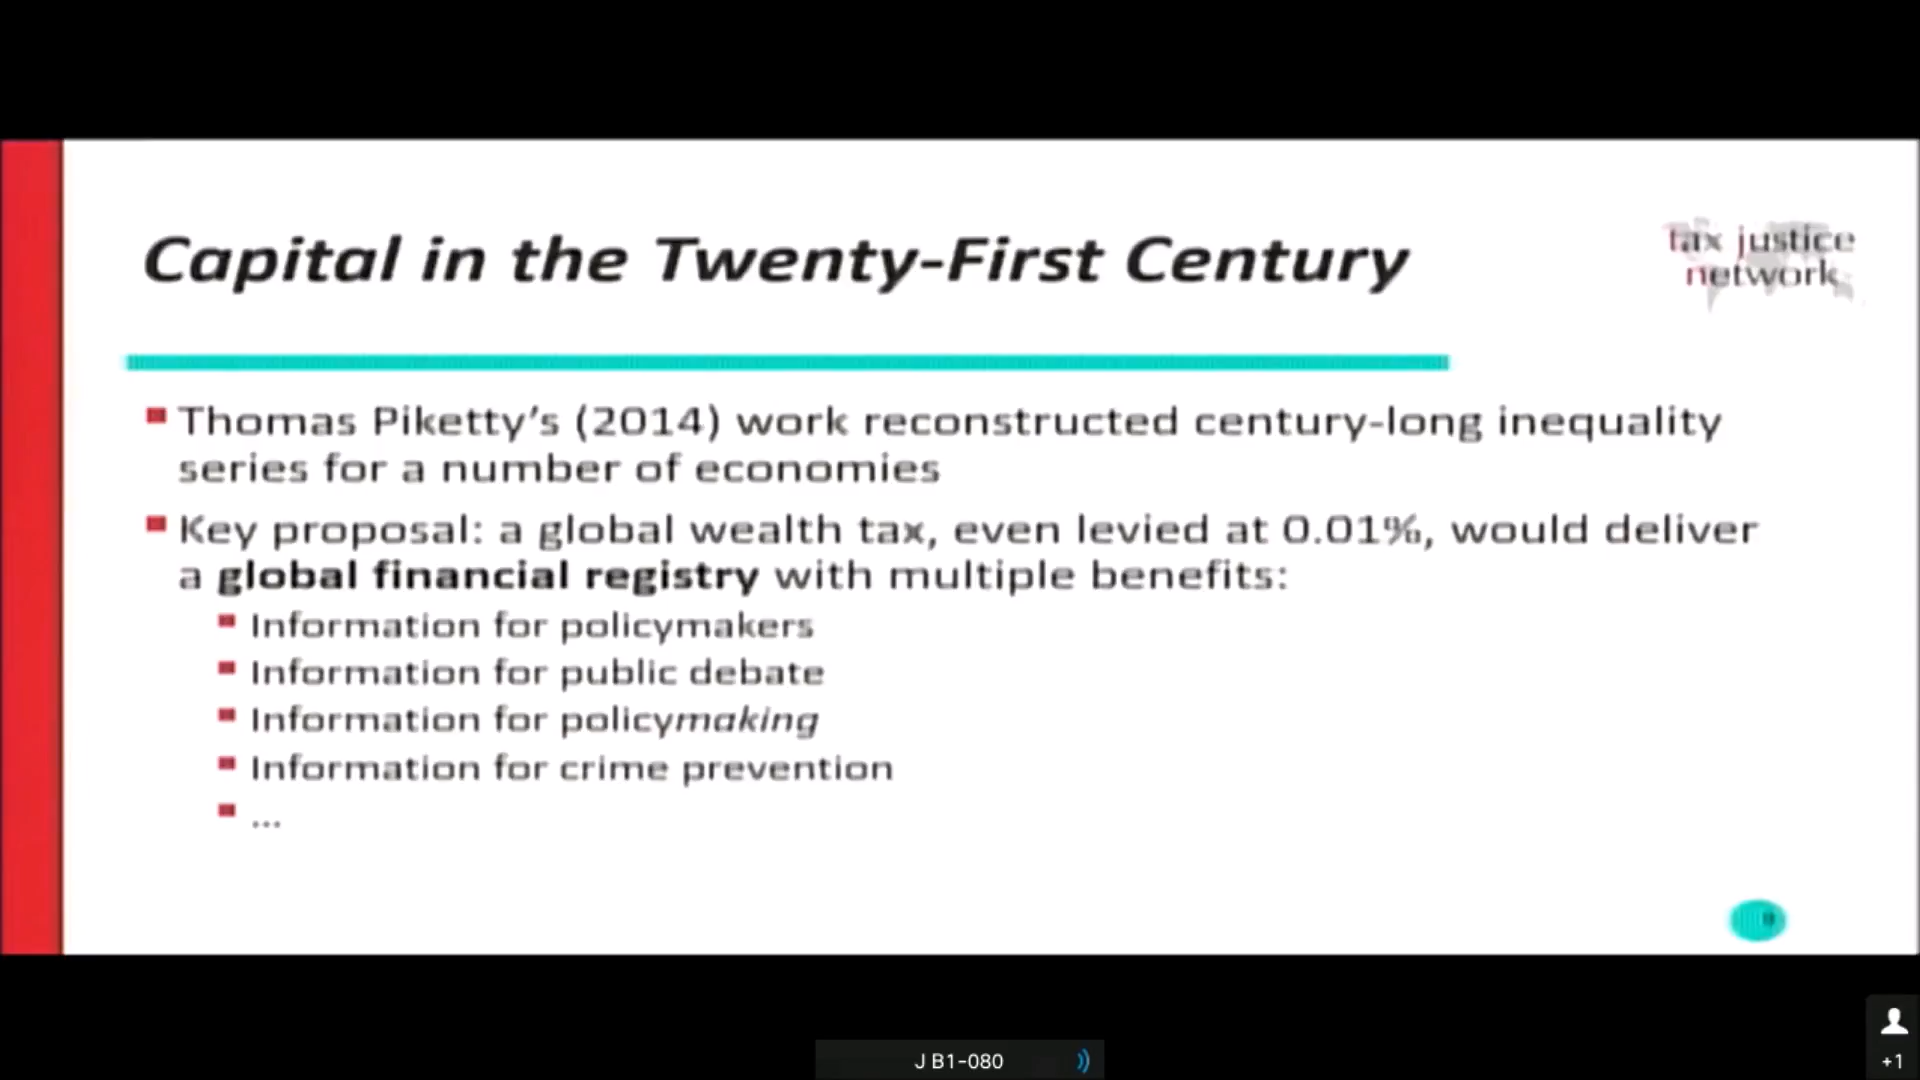 Capital in the Twenty-First Century
tax justice
network
Thomas Piketty's (2014) work reconstructed century-long inequality
series for a number of economies
Key proposal: a global wealth tax, even levied at 0.01%, would deliver
a global financial registry with multiple benefits:
Information for policymakers
Information for public debate
Information for policymaking
Information for crime prevention
...
J B1-080
+1